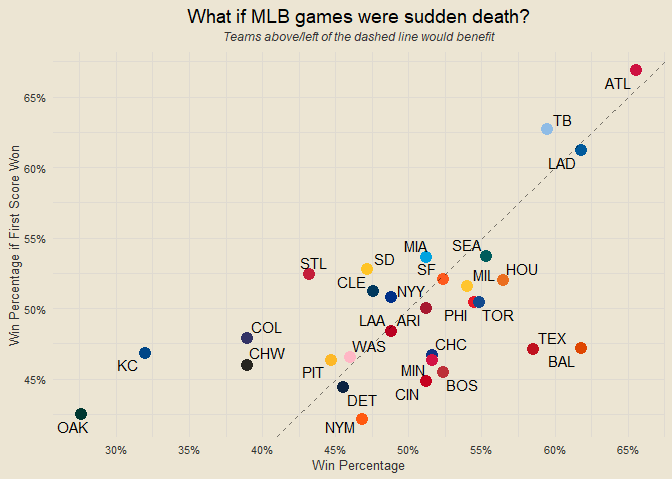 What if MLB games were sudden death?
Teams above/left of the dashed line would benefit
Win Percentage if First Score Won
65%
60%
55%
50%
45%
ATL
TB
LAD
MIA
SEA
STL
SD
SF
HOU
CLE
NYY
MIL
PHI
TOR
LAA
ARI
COL
CHW
WAS
CHC
TEX
KC
PIT
MIN
BAL
BOS
CIN
DET
OAK
NYM
30%
35%
40%
45%
50%
55%
60%
65%
Win Percentage